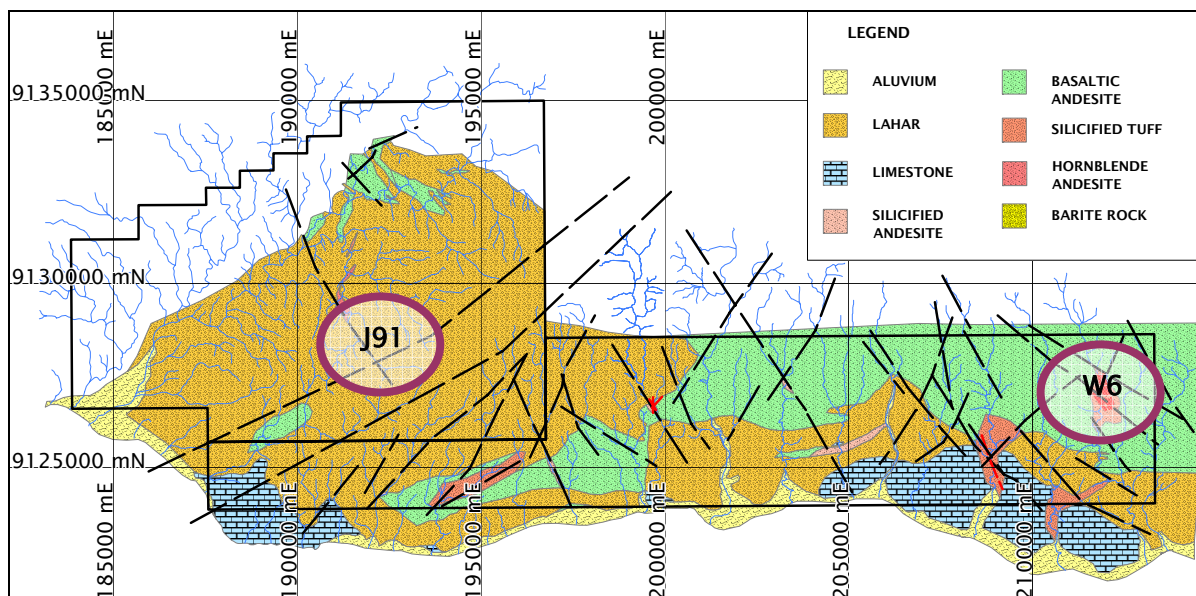 LEGEND
ALUVIUM
LAHAR
LIMESTONE
SILICIFIED
ANDESITE
BASALTIC
ANDESITE
SILICIFIED TUFF
HORNBLENDE
ANDESITE
BARITE ROCK
185000 mE
190000 mE
195000 mE
200000 mE
9135000 mN
9130000 mN
9125000 mN
J91
W6
185000 mE
190000 mE
195000 mE
200000 mE
205000 mE
210000 mE